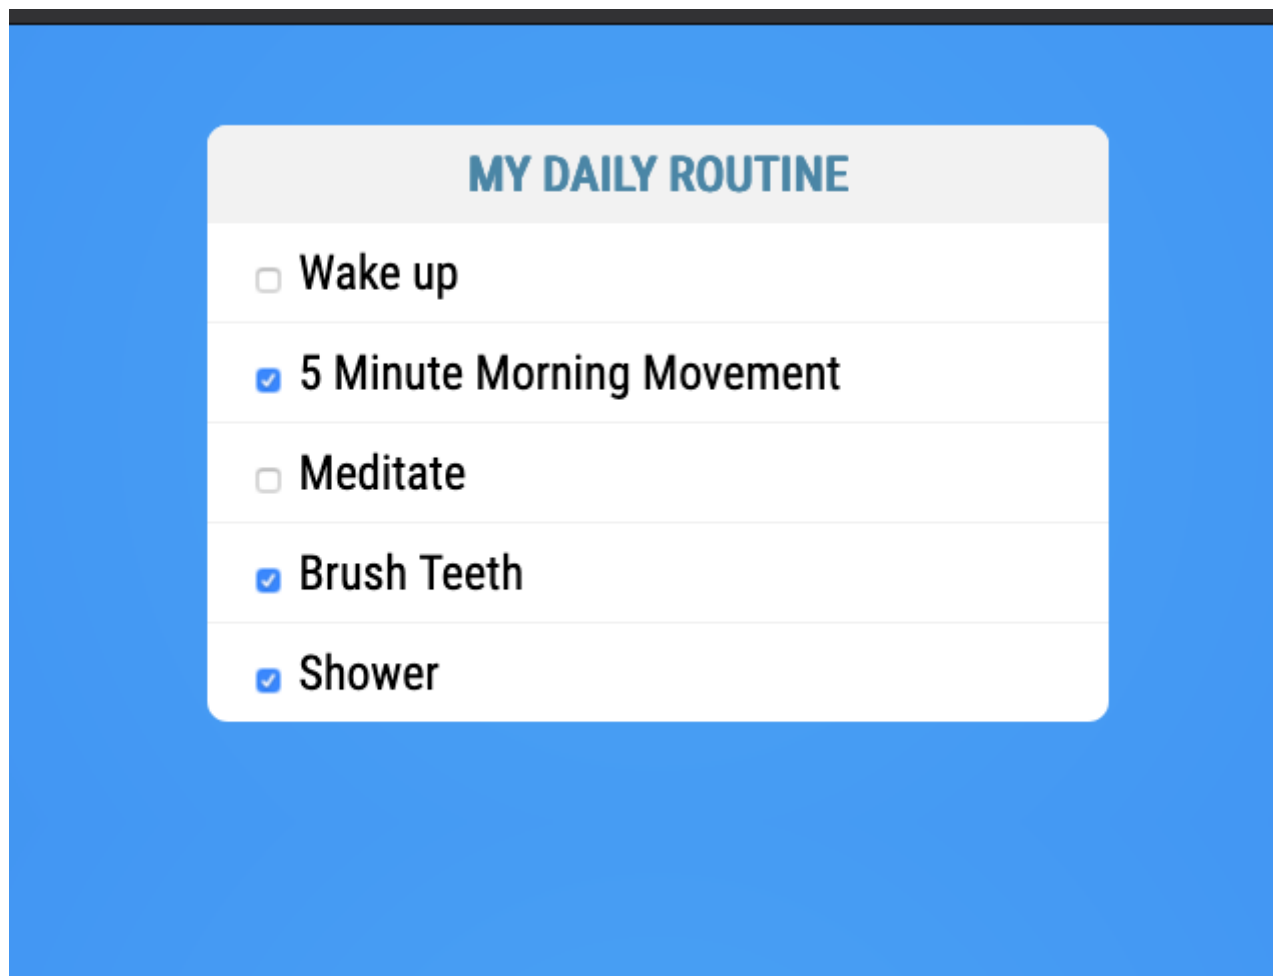 MY DAILY ROUTINE
Wake up
5 Minute Morning Movement
Meditate
Brush Teeth
Shower